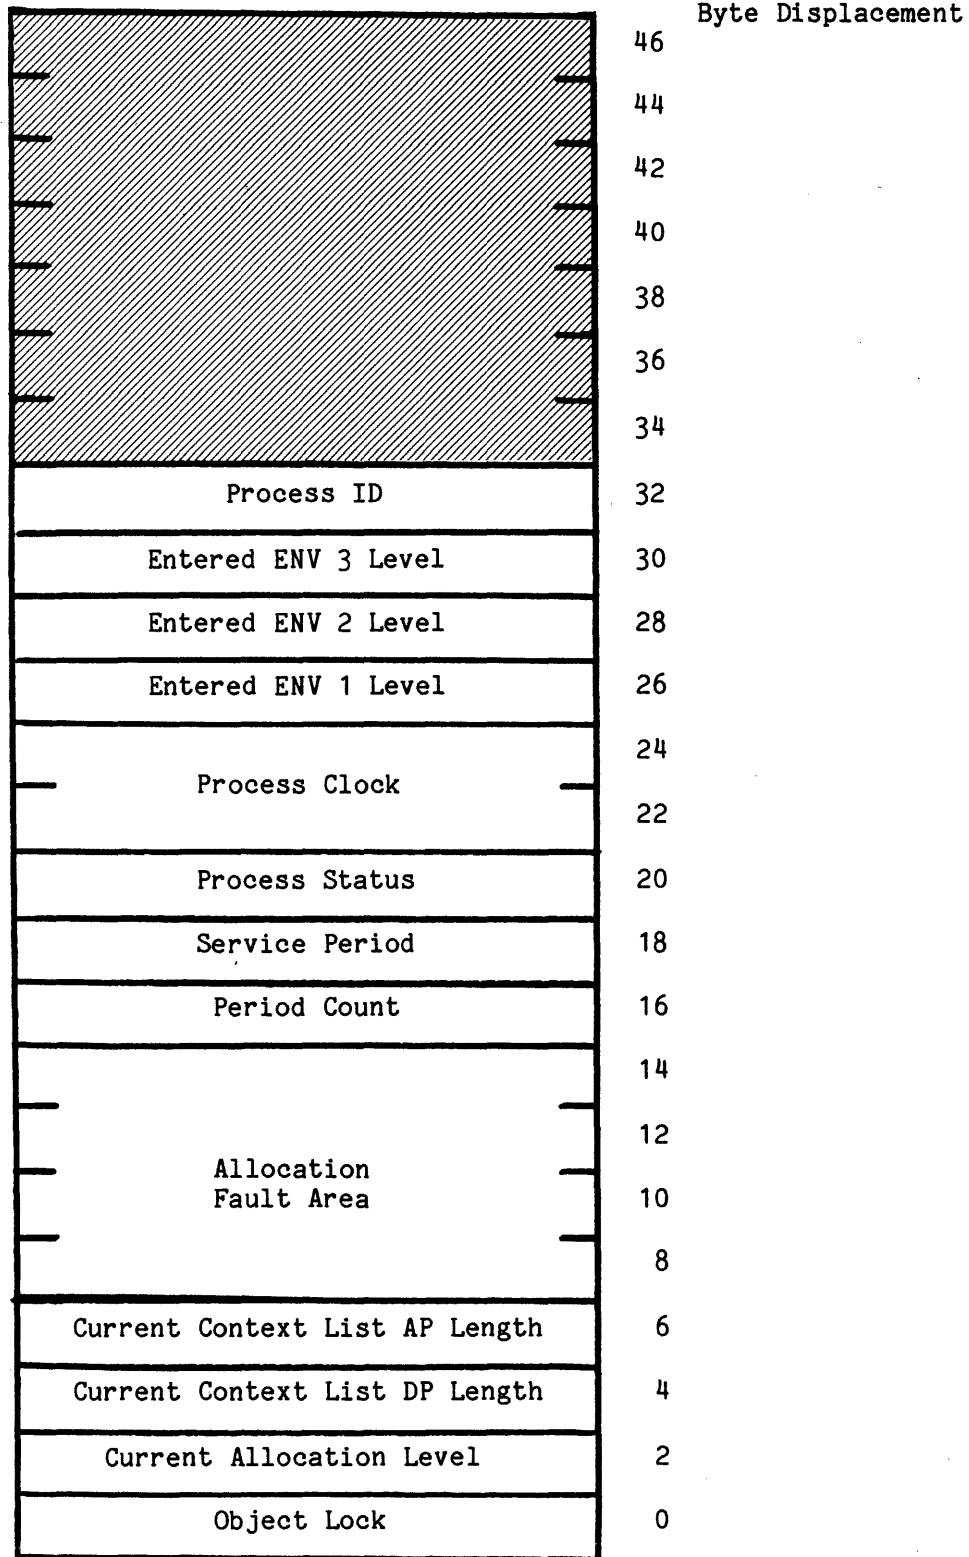 Byte Displacement
46
44
42
40
38
36
34
Process ID 32
Entered ENV 3 Level 30
Entered ENV 2 Level 28
Entered ENV 1 Level 26
24
Process Clock
22
Process Status 20
Service Period 18
Period Count 16
14
12
Allocation
Fault Area 10
8
Current Context List AP Length 6
Current Context List DP Length 4
Current Allocation Level 2
Object Lock 0